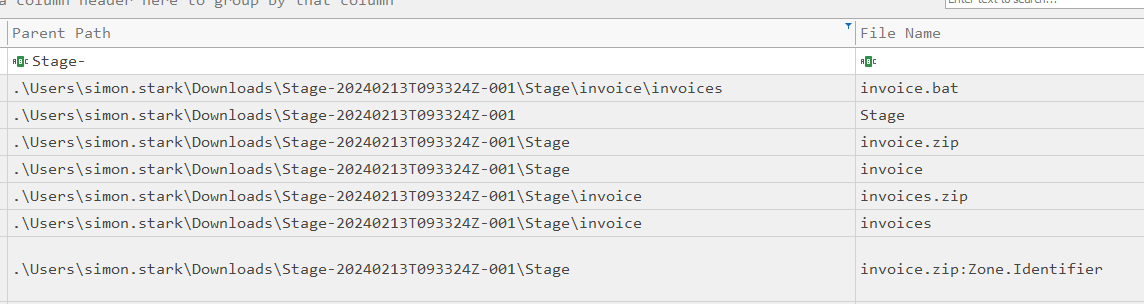 a column header here to group by that column
Enter text to search...
Parent Path File Name
Stage-
.\Users\simon.stark\Downloads\Stage-20240213T093324Z-001\Stage\invoice\invoices invoice.bat
.\Users\simon.stark\Downloads\Stage-20240213T093324Z-001 Stage
.\Users\simon.stark\Downloads\Stage-20240213T093324Z-001\Stage invoice.zip
.\Users\simon.stark\Downloads\Stage-20240213T093324Z-001\Stage invoice
.\Users\simon.stark\Downloads\Stage-20240213T093324Z-001\Stage\invoice invoices.zip
.\Users\simon.stark\Downloads\Stage-20240213T093324Z-001\Stage\invoice invoices
.\Users\simon.stark\Downloads\Stage-20240213T093324Z-001\Stage invoice.zip:Zone.Identifier